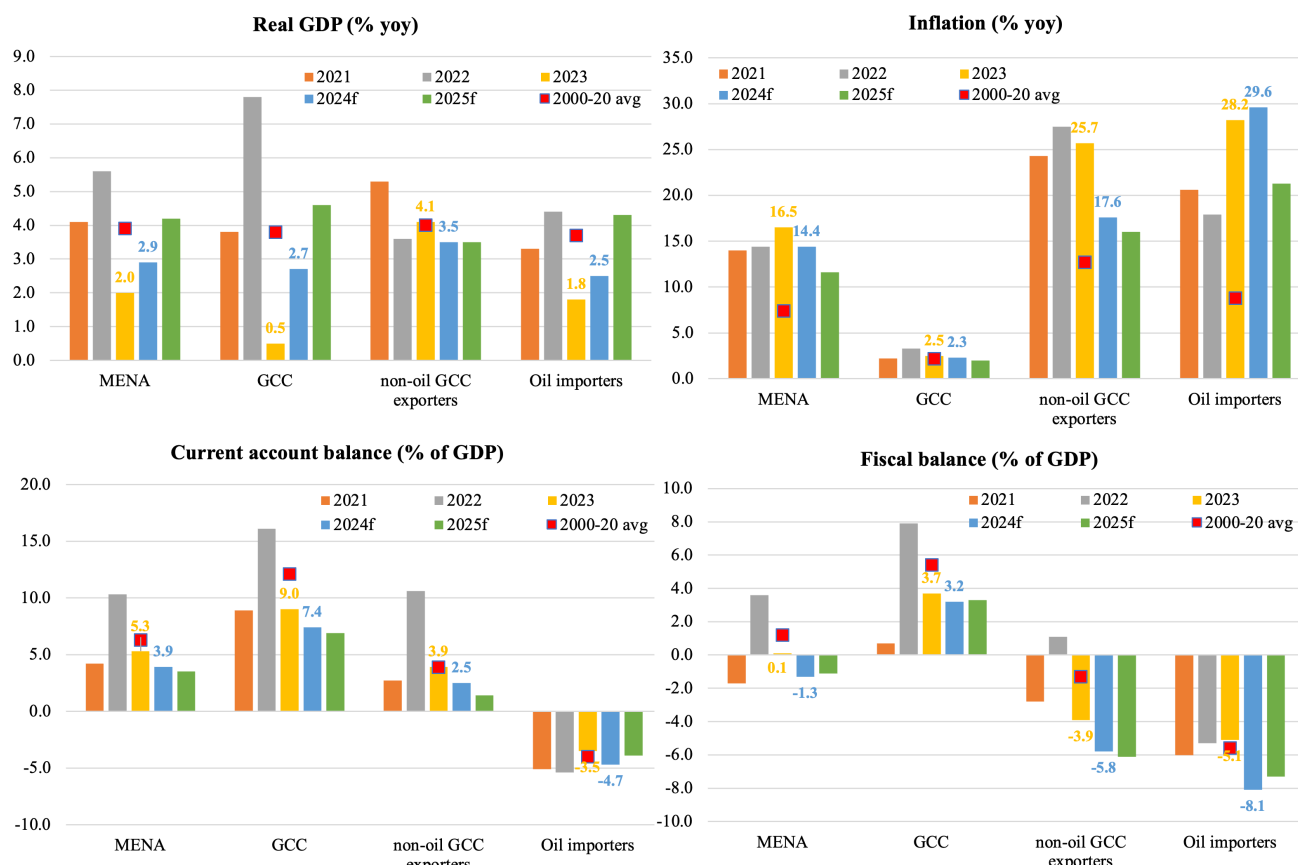 Real GDP (% yoy)
9.0
8.0
7.0
6.0
5.0
4.0
3.0
2.0
1.0
0.0
2021 2022 2023
2024f 2025f 2000-20 avg
2.0 2.9
0.5 2.7
4.1 3.5
1.8 2.5
MENA GCC non-oil GCC Oil importers
exporters
Inflation (% yoy)
35.0
30.0
25.0
20.0
15.0
10.0
5.0
0.0
2021 2022 2023
2024f 2025f 2000-20 avg
16.5 14.4
2.5 2.3
25.7 17.6
28.2 29.6
MENA GCC non-oil GCC Oil importers
exporters
Current account balance (% of GDP)
20.0
15.0
10.0
5.0
0.0
-5.0
-10.0
2021 2022 2023
2024f 2025f 2000-20 avg
5.3 3.9
9.0 7.4
3.9 2.5
-3.5 -4.7
MENA GCC non-oil GCC Oil importers
exporters
Fiscal balance (% of GDP)
10.0
8.0
6.0
4.0
2.0
0.0
-2.0
-4.0
-6.0
-8.0
-10.0
2021 2022 2023
2024f 2025f 2000-20 avg
0.1 -1.3
3.7 3.2
-3.9 -5.8
-5.1 -8.1
MENA GCC non-oil GCC Oil importers
exporters